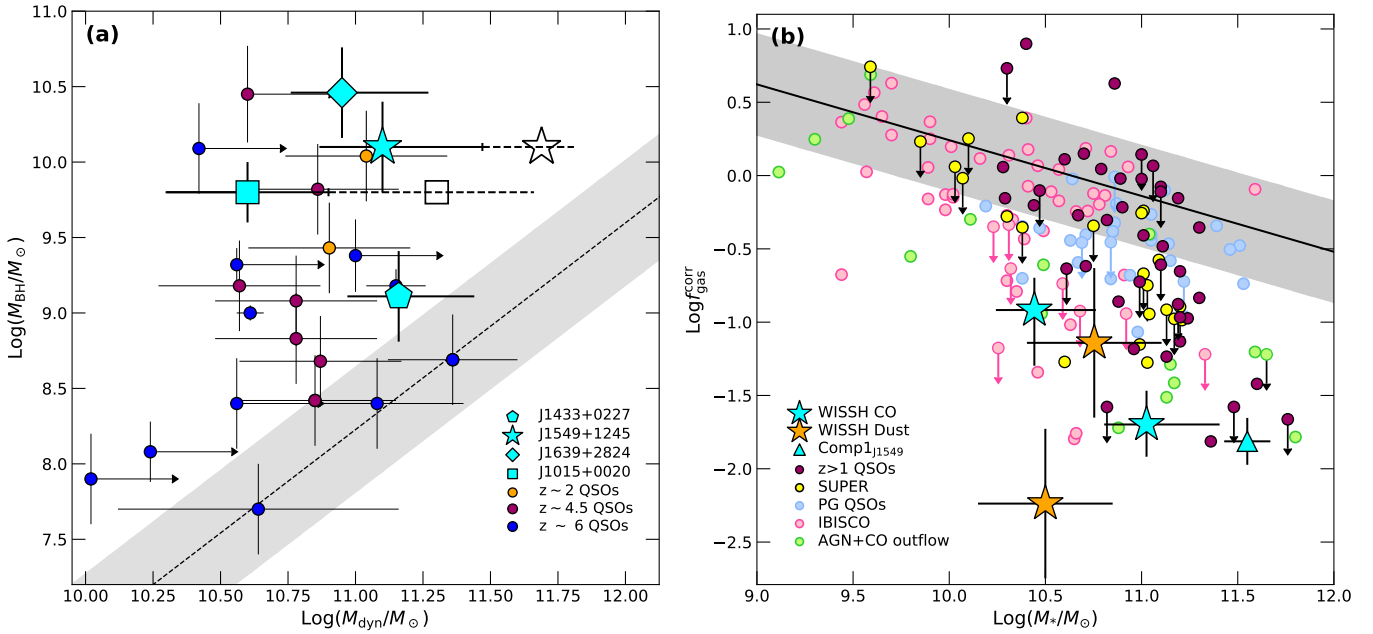 (a)
11.0
10.5
10.0
9.5
9.0
8.5
8.0
7.5
Log(M_BH/M_⊙)
10.00 10.25 10.50 10.75 11.00 11.25 11.50 11.75 12.00
Log(M_dyn/M_⊙)
J1433+0227
J1549+1245
J1639+2824
J1015+0020
z ~ 2 QSOs
z ~ 4.5 QSOs
z ~ 6 QSOs
(b)
1.0
0.5
0.0
−0.5
−1.0
−1.5
−2.0
−2.5
Logf_gas^corr
9.0 9.5 10.0 10.5 11.0 11.5 12.0
Log(M_*/M_⊙)
WISSH CO
WISSH Dust
Comp1_J1549
z>1 QSOs
SUPER
PG QSOs
IBISCO
AGN+CO outflow